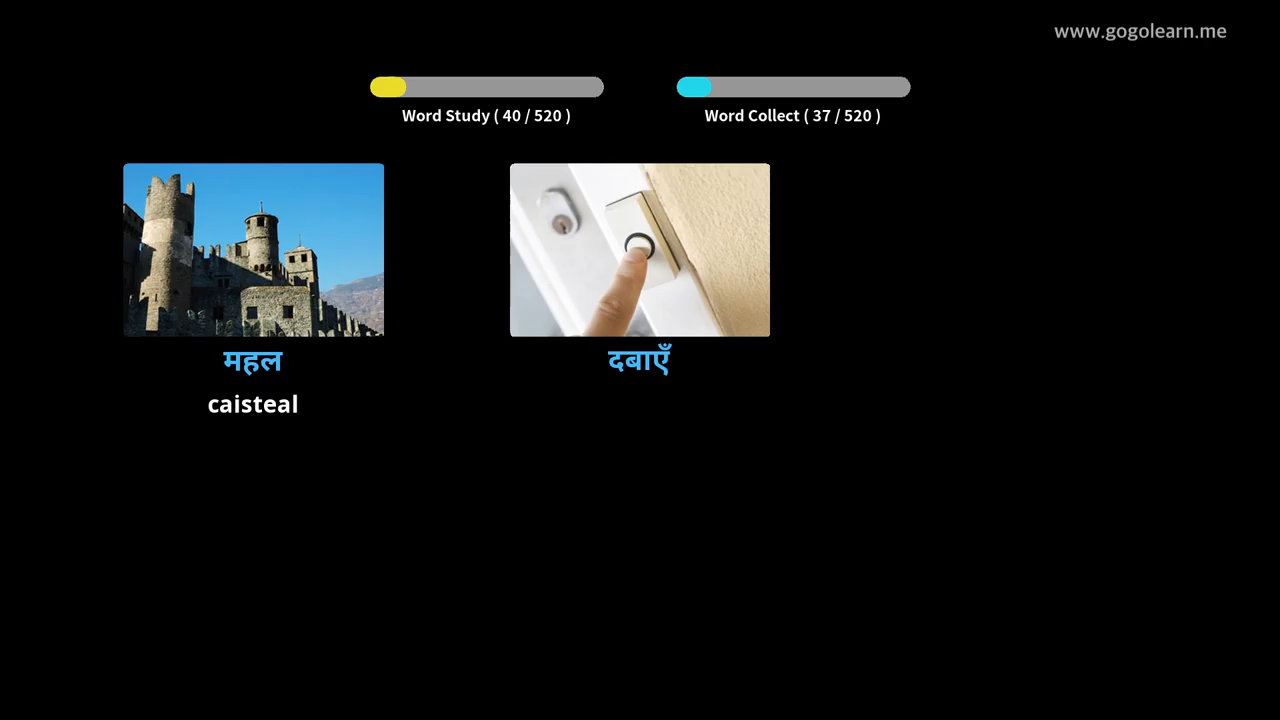 www.gogolearn.me
Word Study ( 40 / 520 )
Word Collect ( 37 / 520 )
महल
दबाएँ
caisteal